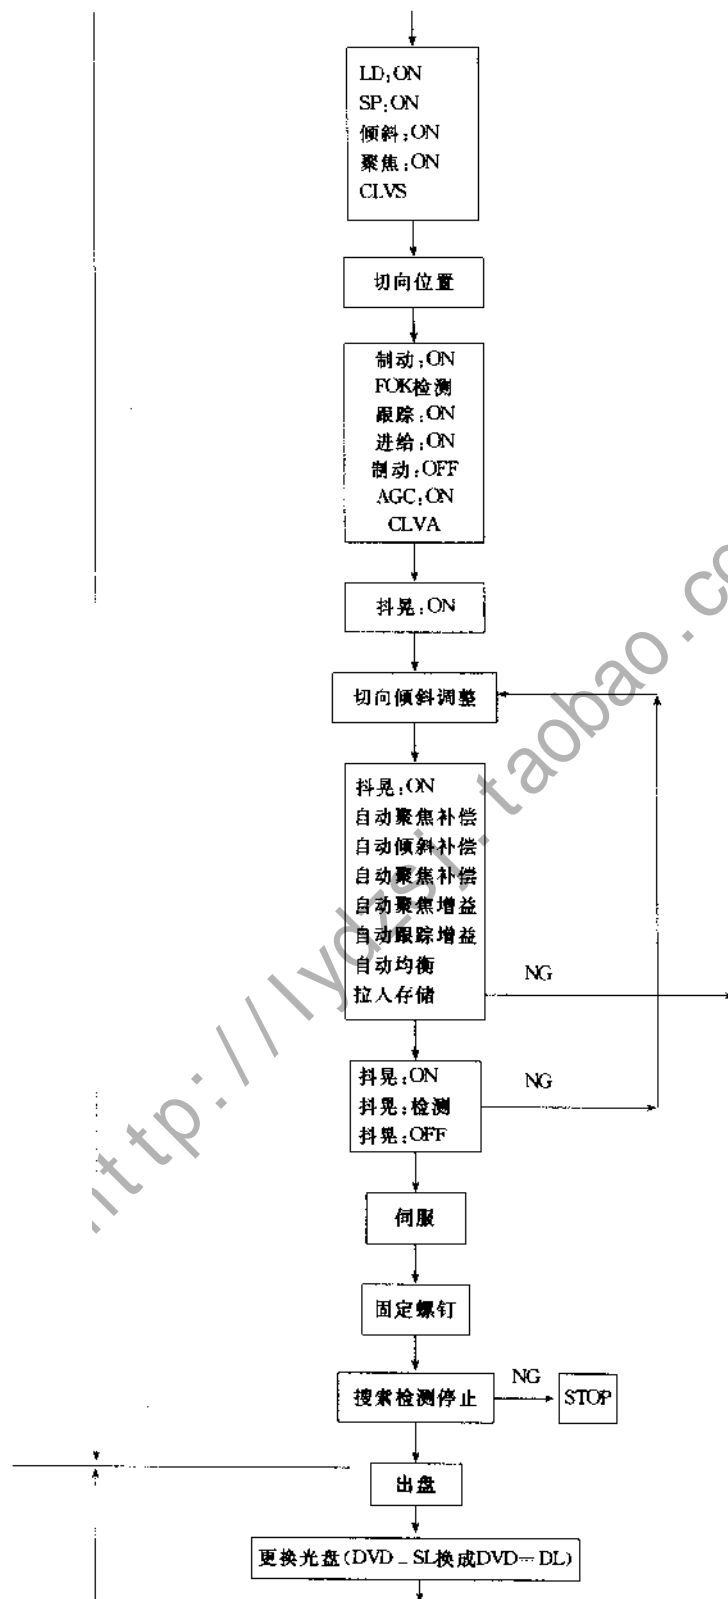 LD:ON
SP:ON
倾斜:ON
聚焦:ON
CLVS
切向位置
制动:ON
FOK检测
跟踪:ON
进给:ON
制动:OFF
AGC:ON
CLVA
抖晃:ON
切向倾斜调整
抖晃:ON
自动聚焦补偿
自动倾斜补偿
自动聚焦补偿
自动聚焦增益
自动跟踪增益
自动均衡
拉人存储
NG
抖晃:ON
抖晃:检测
抖晃:OFF
NG
伺服
固定螺钉
搜索检测停止
NG
STOP
出盘
更换光盘(DVD-SL换成DVD-DL)
http://lydzsj.taobao.co